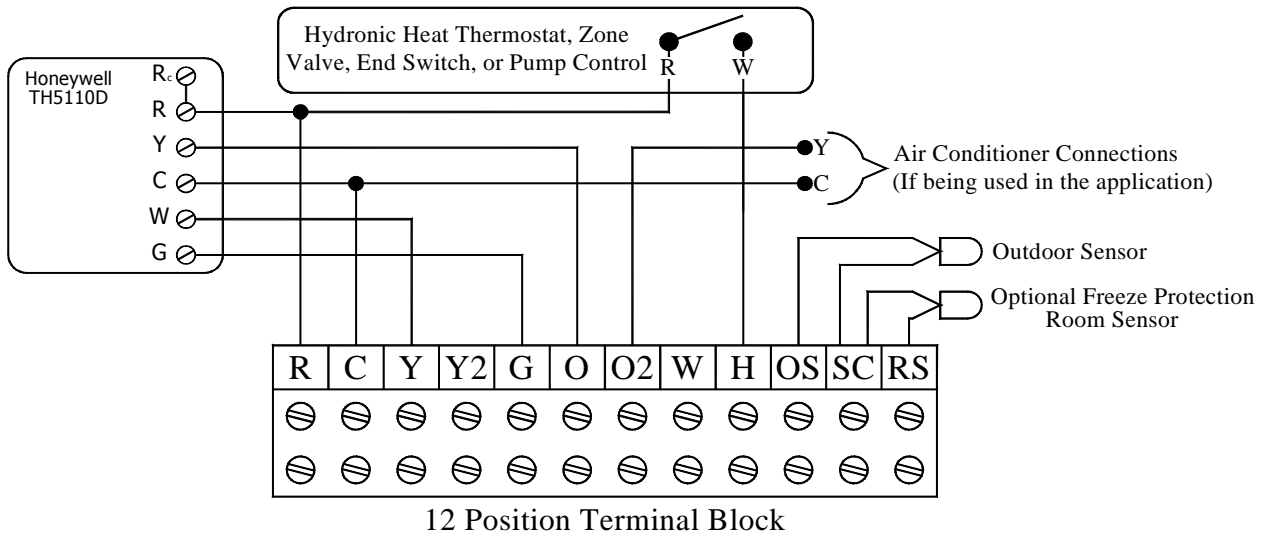 Hydronic Heat Thermostat, Zone
Valve, End Switch, or Pump Control
R W
Honeywell
TH5110D
Rc
R
Y
C
W
G
Y
C
Air Conditioner Connections
(If being used in the application)
Outdoor Sensor
Optional Freeze Protection
Room Sensor
R C Y Y2 G O O2 W H OS SC RS
12 Position Terminal Block